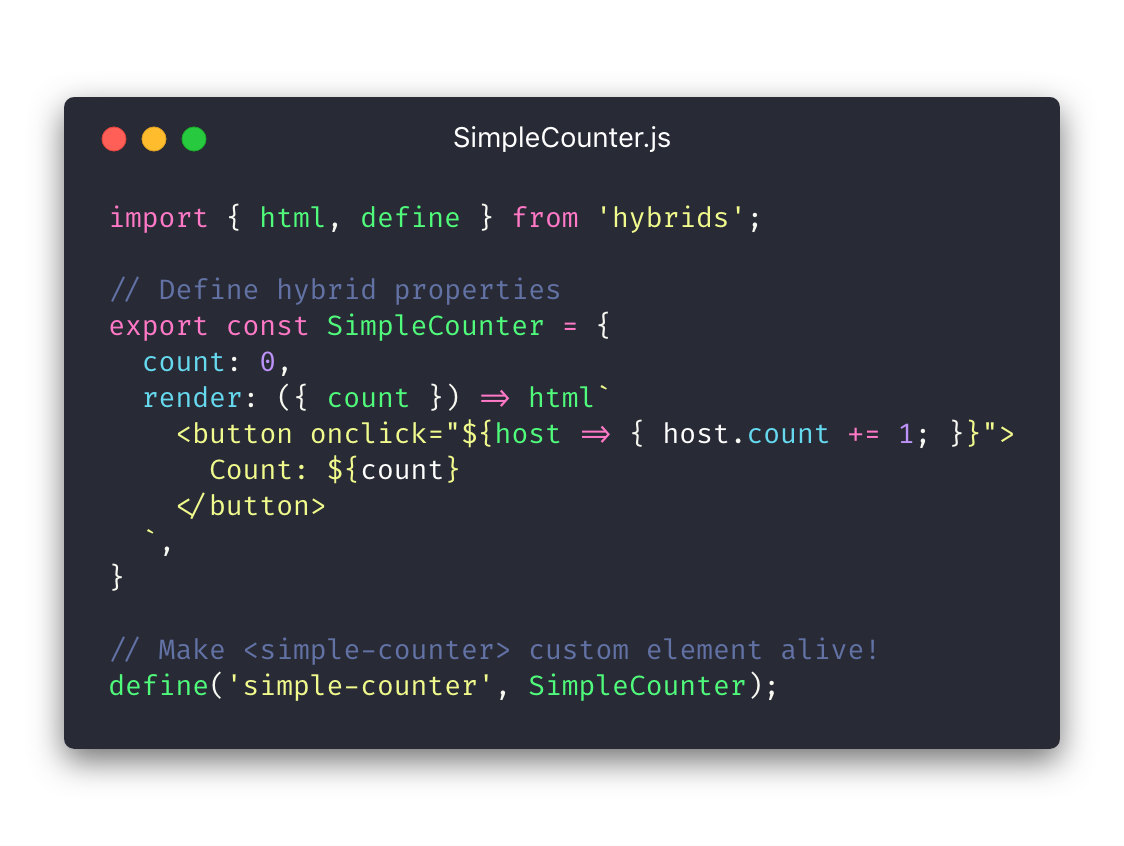 SimpleCounter.js
import { html, define } from 'hybrids';
// Define hybrid properties
export const SimpleCounter = {
  count: 0,
  render: ({ count }) => html`
    <button onclick="${host => { host.count += 1; }}">
      Count: ${count}
    </button>
  `,
}
// Make <simple-counter> custom element alive!
define('simple-counter', SimpleCounter);